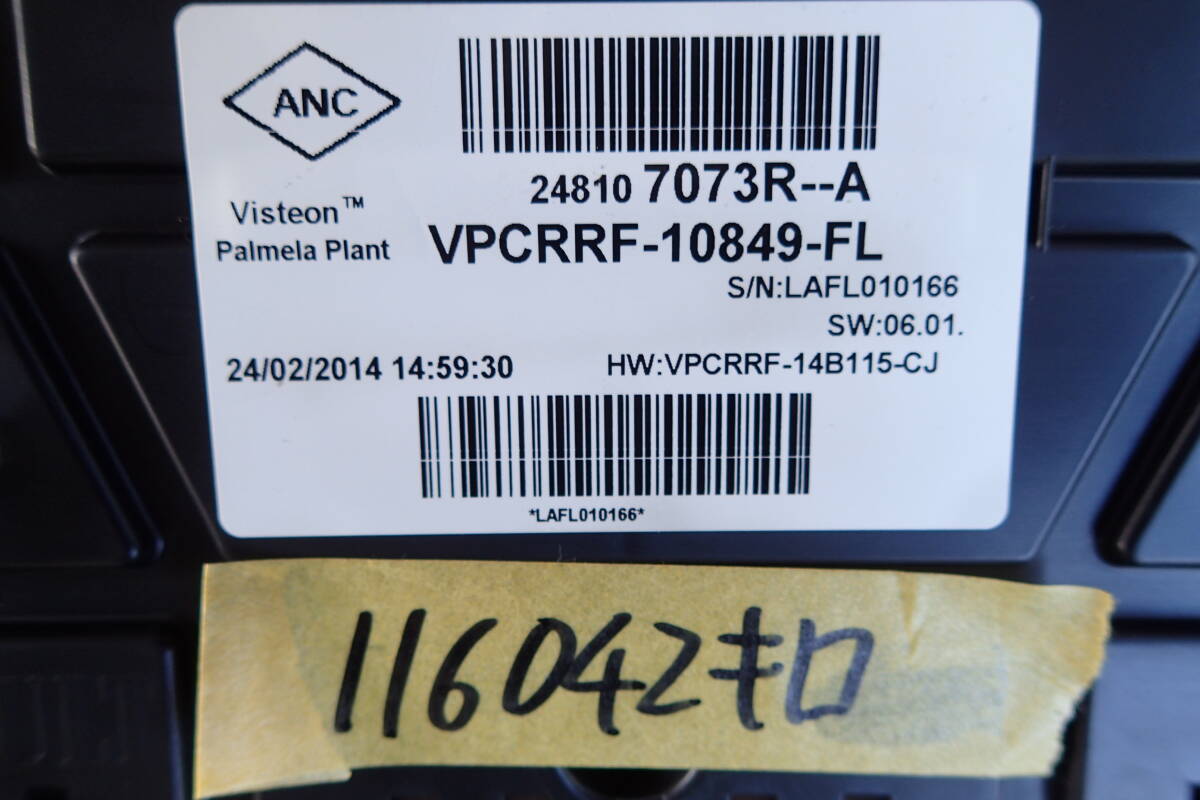 ANC
24810 7073R--A
Visteon™
Palmela Plant
VPCRRF-10849-FL
S/N:LAFL010166
SW:06.01.
24/02/2014 14:59:30
HW:VPCRRF-14B115-CJ
*LAFL010166*
116042キロ